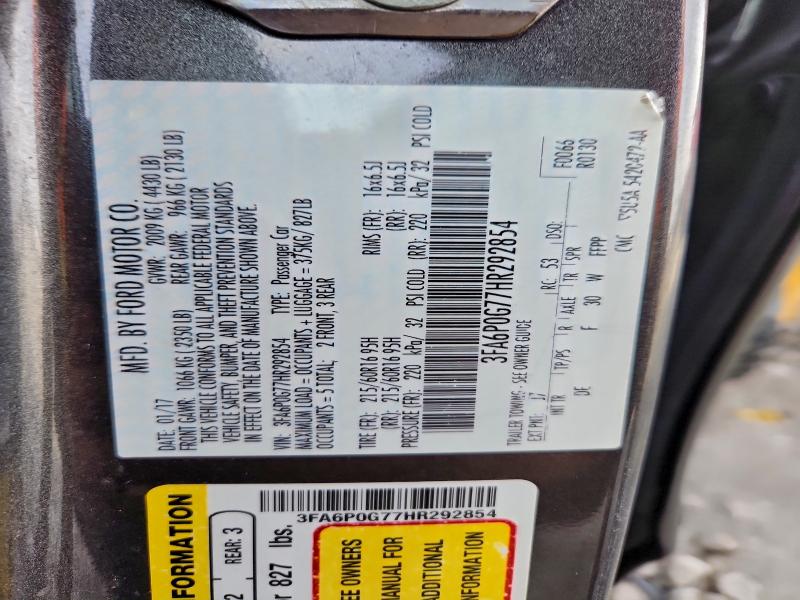 MFD. BY FORD MOTOR CO.
DATE: 01/17 GVWR: 2009 KG ( 4430 LB)
FRONT GAWR: 1066 KG ( 2350 LB) REAR GAWR: 966 KG ( 2130 LB)
THIS VEHICLE CONFORMS TO ALL APPLICABLE FEDERAL MOTOR
VEHICLE SAFETY, BUMPER, AND THEFT PREVENTION STANDARDS
IN EFFECT ON THE DATE OF MANUFACTURE SHOWN ABOVE.
VIN: 3FA6P0G77HR292854 TYPE: Passenger Car
MAXIMUM LOAD = OCCUPANTS + LUGGAGE = 375KG/ 827LB
OCCUPANTS = 5 TOTAL; 2 FRONT, 3 REAR
TIRE (FR): 215/60R16 95H RIMS (FR): 16x6.5J
(RR): 215/60R16 95H (RR): 16x6.5J
PRESSURE (FR): 220 kPa/ 32 PSI COLD (RR): 220 kPa/ 32 PSI COLD
3FA6P0G77HR292854
TRAILER TOWING - SEE OWNER GUIDE F0066
EXT PNT: J7 RC: 53 DSO: R0130
INT TR TP/PS R AXLE TR SPR
DE F 30 W FFPP
3FA6P0G77HR292854
FORMATION
2 REAR: 3
r 827 lbs.
EE OWNERS
MANUAL FOR
ADDITIONAL
NFORMATION